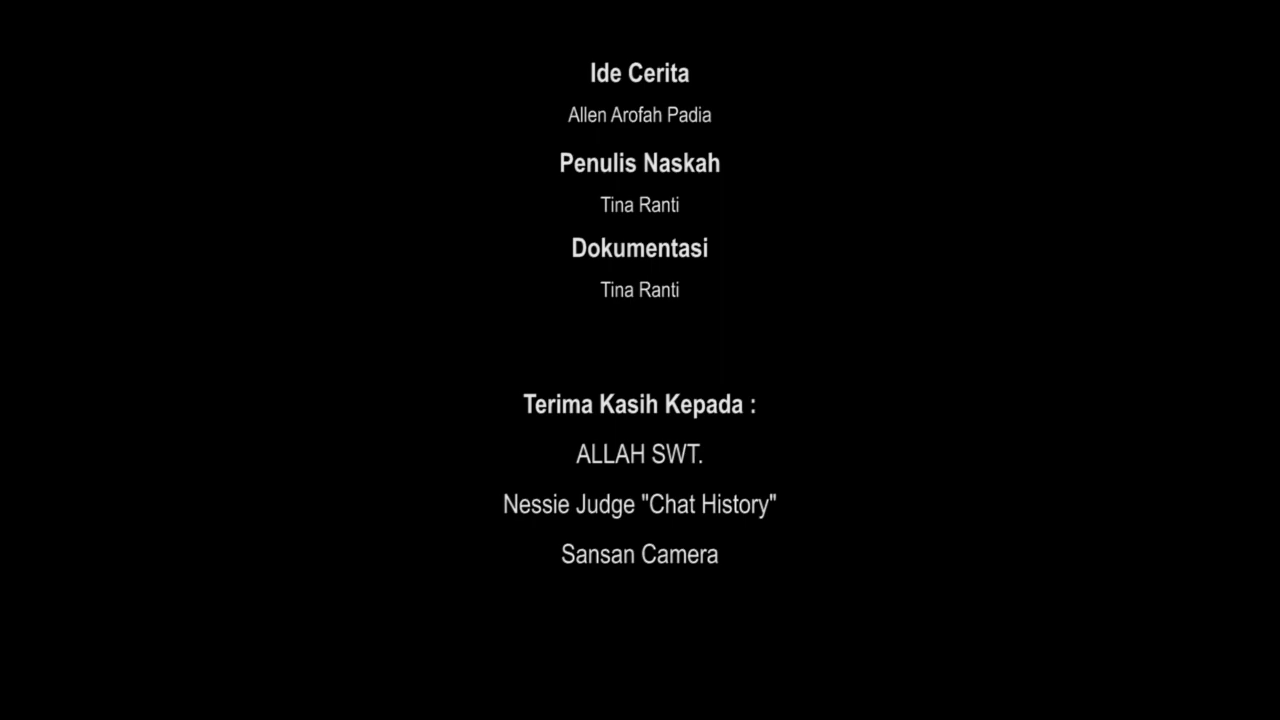 Ide Cerita
Allen Arofah Padia
Penulis Naskah
Tina Ranti
Dokumentasi
Tina Ranti
Terima Kasih Kepada :
ALLAH SWT.
Nessie Judge "Chat History"
Sansan Camera